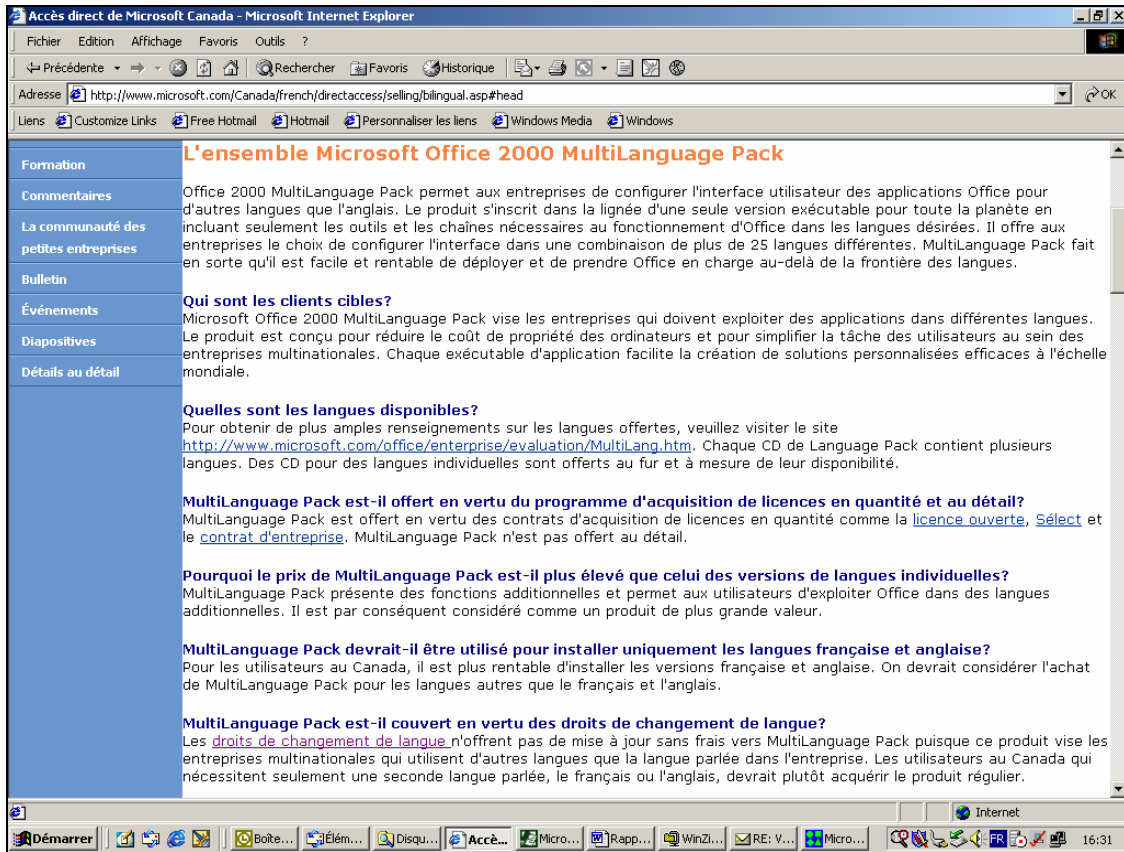 Accès direct de Microsoft Canada - Microsoft Internet Explorer
Fichier Edition Affichage Favoris Outils ?
Précédente Rechercher Favoris Historique
Adresse http://www.microsoft.com/Canada/french/directaccess/selling/bilingual.asp#head OK
Liens Customize Links Free Hotmail Hotmail Personnaliser les liens Windows Media Windows
Formation
Commentaires
La communauté des
petites entreprises
Bulletin
Événements
Diapositives
Détails au détail
L'ensemble Microsoft Office 2000 MultiLanguage Pack
Office 2000 MultiLanguage Pack permet aux entreprises de configurer l'interface utilisateur des applications Office pour
d'autres langues que l'anglais. Le produit s'inscrit dans la lignée d'une seule version exécutable pour toute la planète en
incluant seulement les outils et les chaînes nécessaires au fonctionnement d'Office dans les langues désirées. Il offre aux
entreprises le choix de configurer l'interface dans une combinaison de plus de 25 langues différentes. MultiLanguage Pack fait
en sorte qu'il est facile et rentable de déployer et de prendre Office en charge au-delà de la frontière des langues.
Qui sont les clients cibles?
Microsoft Office 2000 MultiLanguage Pack vise les entreprises qui doivent exploiter des applications dans différentes langues.
Le produit est conçu pour réduire le coût de propriété des ordinateurs et pour simplifier la tâche des utilisateurs au sein des
entreprises multinationales. Chaque exécutable d'application facilite la création de solutions personnalisées efficaces à l'échelle
mondiale.
Quelles sont les langues disponibles?
Pour obtenir de plus amples renseignements sur les langues offertes, veuillez visiter le site
http://www.microsoft.com/office/enterprise/evaluation/MultiLang.htm. Chaque CD de Language Pack contient plusieurs
langues. Des CD pour des langues individuelles sont offerts au fur et à mesure de leur disponibilité.
MultiLanguage Pack est-il offert en vertu du programme d'acquisition de licences en quantité et au détail?
MultiLanguage Pack est offert en vertu des contrats d'acquisition de licences en quantité comme la licence ouverte, Sélect et
le contrat d'entreprise. MultiLanguage Pack n'est pas offert au détail.
Pourquoi le prix de MultiLanguage Pack est-il plus élevé que celui des versions de langues individuelles?
MultiLanguage Pack présente des fonctions additionnelles et permet aux utilisateurs d'exploiter Office dans des langues
additionnelles. Il est par conséquent considéré comme un produit de plus grande valeur.
MultiLanguage Pack devrait-il être utilisé pour installer uniquement les langues française et anglaise?
Pour les utilisateurs au Canada, il est plus rentable d'installer les versions française et anglaise. On devrait considérer l'achat
de MultiLanguage Pack pour les langues autres que le français et l'anglais.
MultiLanguage Pack est-il couvert en vertu des droits de changement de langue?
Les droits de changement de langue n'offrent pas de mise à jour sans frais vers MultiLanguage Pack puisque ce produit vise les
entreprises multinationales qui utilisent d'autres langues que la langue parlée dans l'entreprise. Les utilisateurs au Canada qui
nécessitent seulement une seconde langue parlée, le français ou l'anglais, devrait plutôt acquérir le produit régulier.
Internet
Démarrer Boîte... Élém... Disqu... Accè... Micro... Rapp... WinZi... RE: V... Micro... FR 16:31